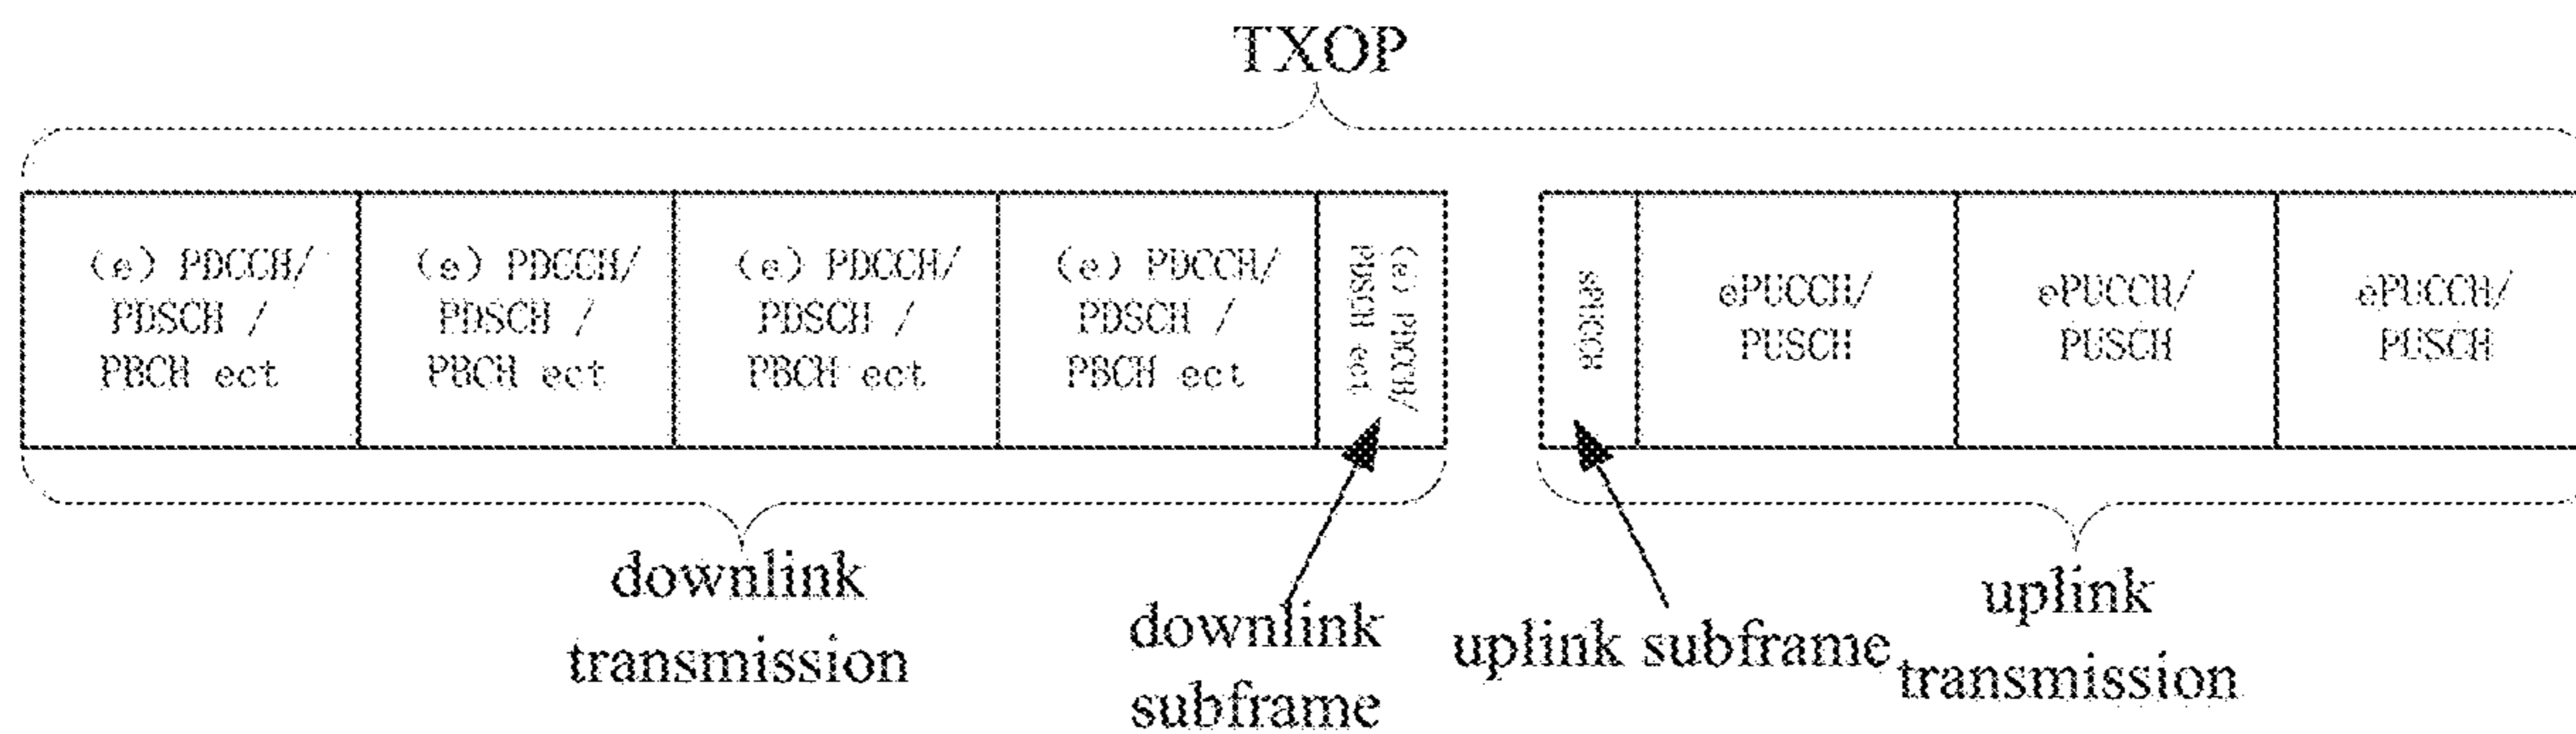 TXOP
(e) PDCCH/
PDSCH /
PBCH ect
(e) PDCCH/
PDSCH /
PBCH ect
(e) PDCCH/
PDSCH /
PBCH ect
(e) PDCCH/
PDSCH /
PBCH ect
(e) PDCCH/
PDSCH ect
sPUCCH
ePUCCH/
PUSCH
ePUCCH/
PUSCH
ePUCCH/
PUSCH
downlink
transmission
downlink
subframe
uplink subframe
uplink
transmission